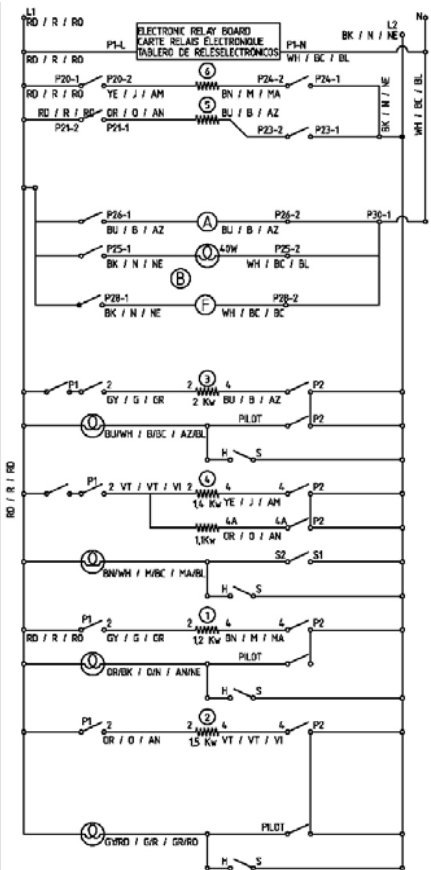 L1 L2 N
ELECTRONIC RELAY BOARD
CARTE RELAIS ELECTRONIQUE
TABLERO DE RELESELECTRÓNICOS
RD / R / RO P1-L P1-N BK / N / NE
WH / BC / BL
6
P20-1 P20-2 P24-2 P24-1
RD / R / RO YE / J / AM BN / M / MA
5
RD / R / RO OR / O / AN BU / B / AZ
P21-2 P21-1 P23-2 P23-1
BK / N / NE
WH / BC / BL
P26-1 A P26-2 P30-1
BU / B / AZ BU / B / AZ
P25-1 40W P25-2
BK / N / NE WH / BC / BL
B
P28-1 F P28-2
BK / N / NE WH / BC / BC
3
P1 2 2 4 P2
GY / G / GR 2 Kw BU / B / AZ
PILOT P2
BU/WH / B/BC / AZ/BL
H S
RD / R / RO
4
P1 2 VT / VT / VI 2 4 4 P2
1,4 Kw YE / J / AM
4A 4A P2
1,1Kw OR / O / AN
S2 S1
BN/WH / M/BC / MA/BL
H S
1
P1 2 2 4 4 P2
RD / R / RO GY / G / GR 1,2 Kw BN / M / MA
PILOT
OR/BK / O/N / AN/NE
H S
2
P1 2 2 4 4 P2
OR / O / AN 1,5 Kw VT / VT / VI
PILOT
GY/RD / G/R / GR/RO
H S